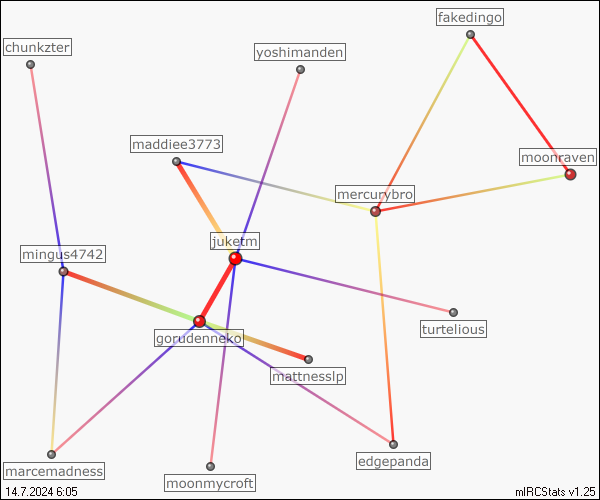 fakedingo
chunkzter
yoshimanden
maddiee3773
moonraven
mercurybro
juketm
mingus4742
turtelious
gorudenneko
mattnesslp
edgepanda
marcemadness
moonmycroft
14.7.2024 6:05
mIRCStats v1.25